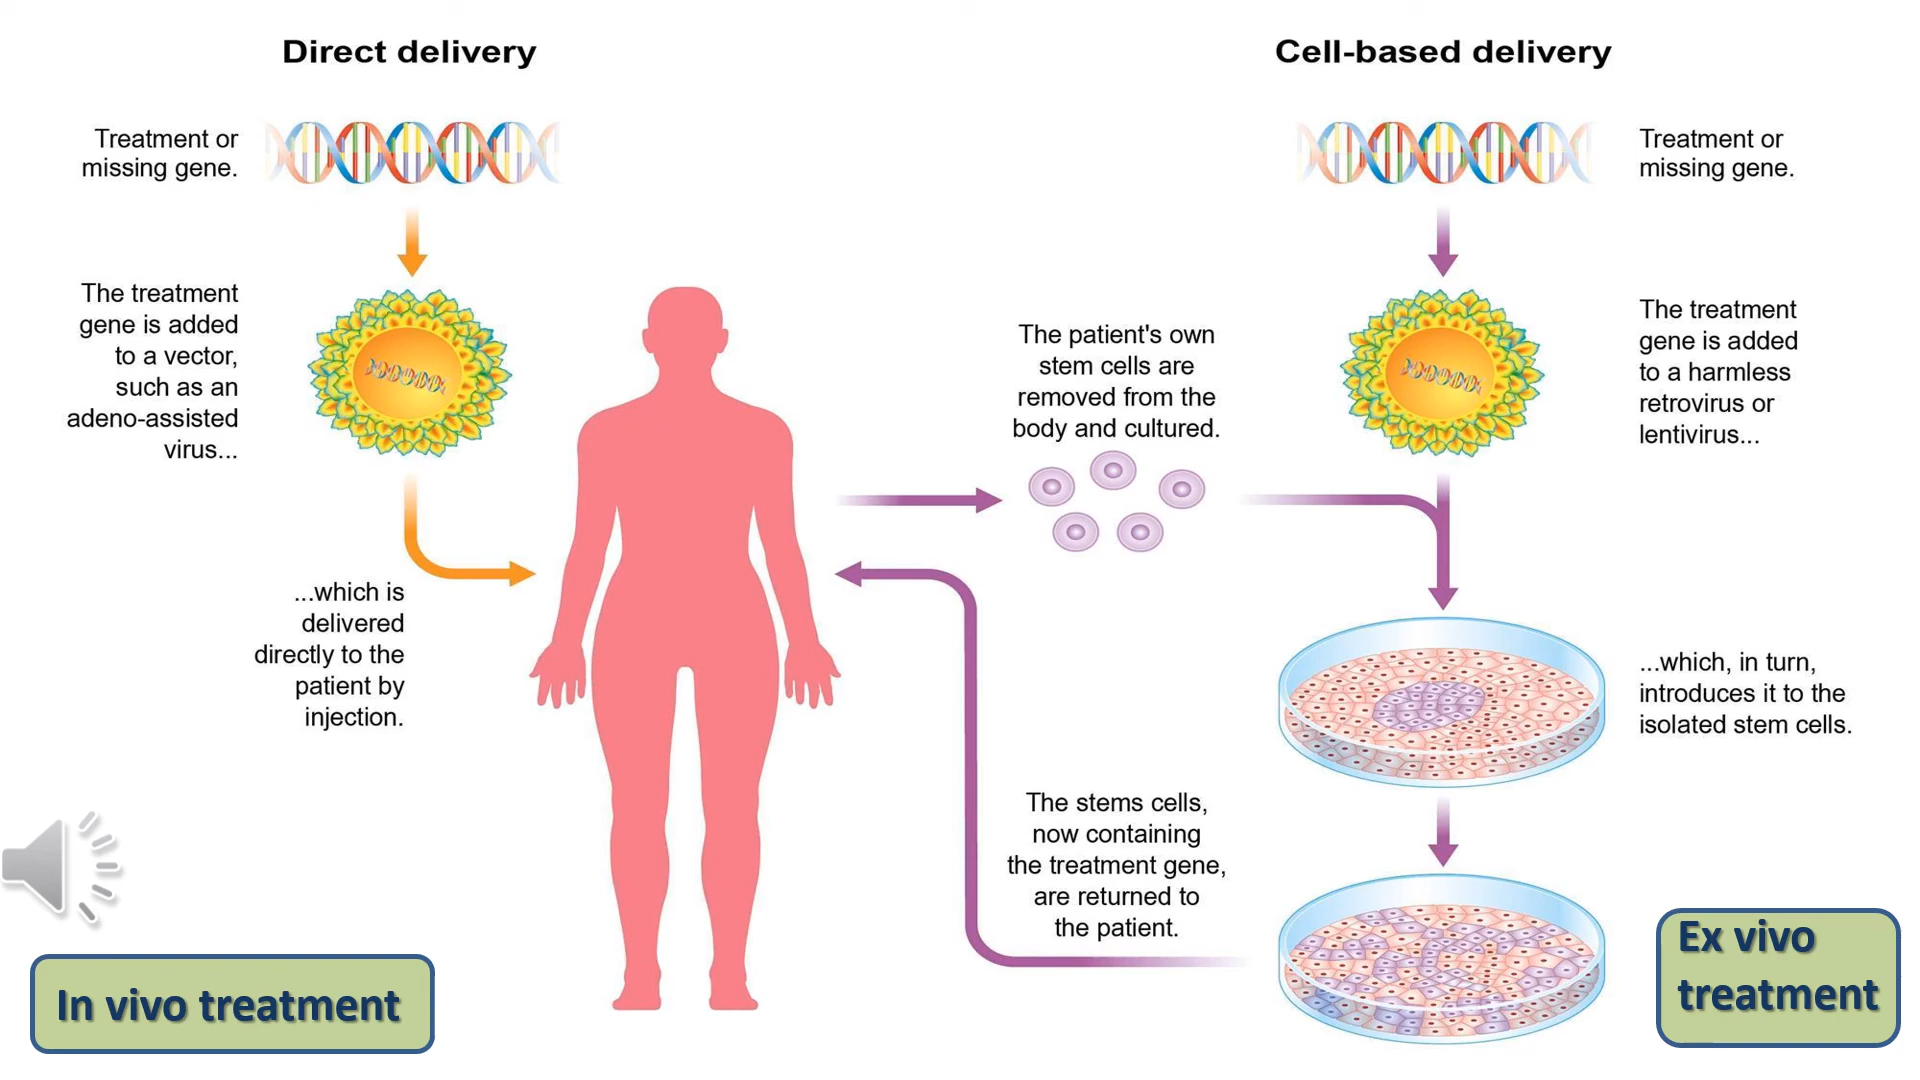 Direct delivery
Treatment or
missing gene.
The treatment
gene is added
to a vector,
such as an
adeno-assisted
virus...
...which is
delivered
directly to the
patient by
injection.
In vivo treatment
Cell-based delivery
Treatment or
missing gene.
The patient's own
stem cells are
removed from the
body and cultured.
The treatment
gene is added
to a harmless
retrovirus or
lentivirus...
...which, in turn,
introduces it to the
isolated stem cells.
The stems cells,
now containing
the treatment gene,
are returned to
the patient.
Ex vivo
treatment